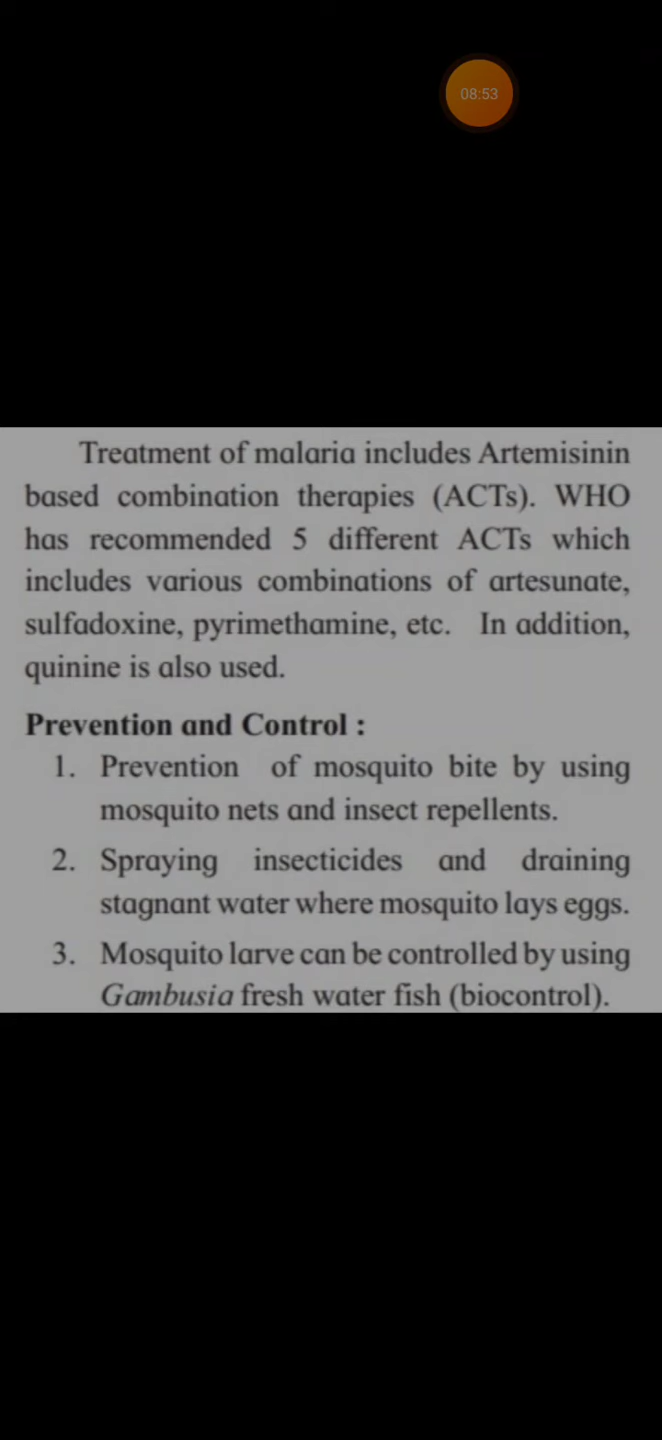 08:53
Treatment of malaria includes Artemisinin
based combination therapies (ACTs). WHO
has recommended 5 different ACTs which
includes various combinations of artesunate,
sulfadoxine, pyrimethamine, etc. In addition,
quinine is also used.
Prevention and Control :
1. Prevention of mosquito bite by using
mosquito nets and insect repellents.
2. Spraying insecticides and draining
stagnant water where mosquito lays eggs.
3. Mosquito larve can be controlled by using
Gambusia fresh water fish (biocontrol).